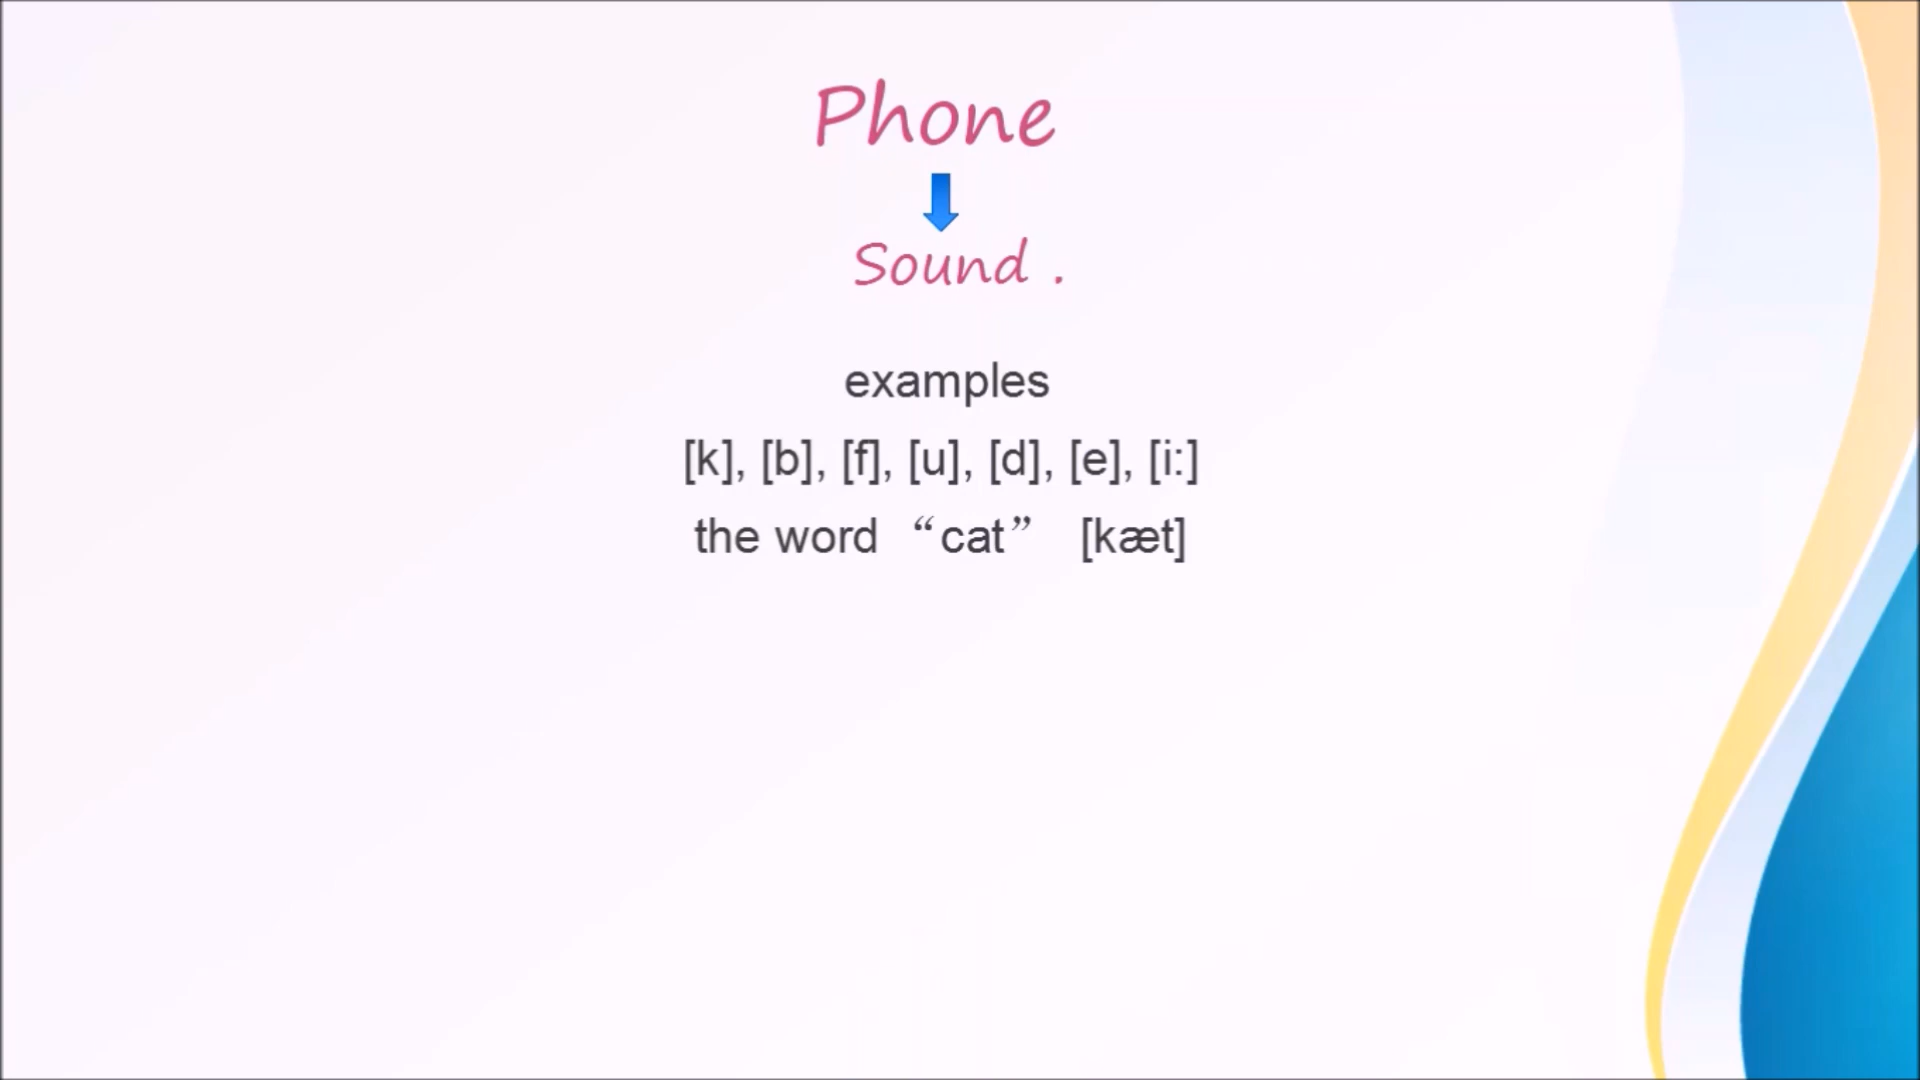 Phone
Sound .
examples
[k], [b], [f], [u], [d], [e], [i:]
the word “cat” [kæt]